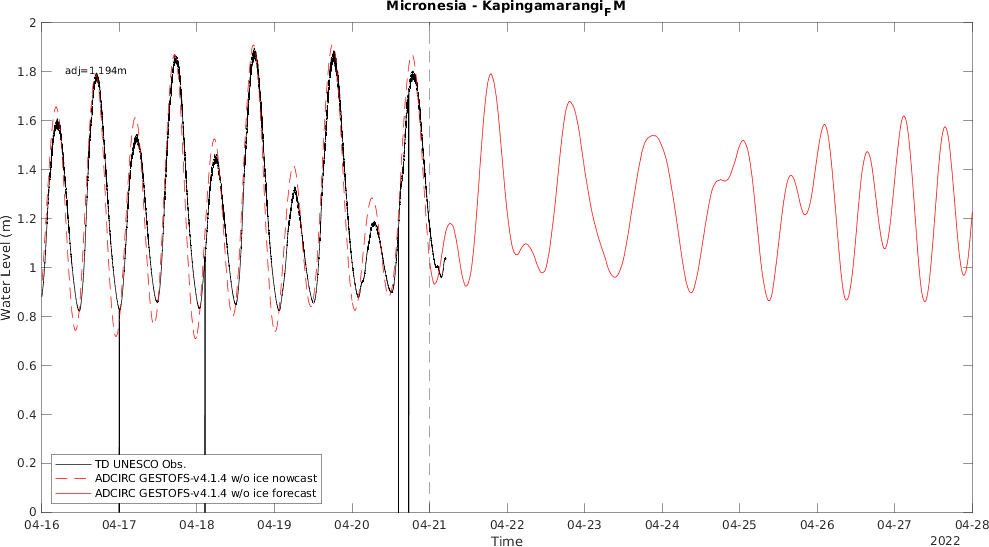 Micronesia - Kapingamarangi_FM
2
1.8
1.6
1.4
1.2
1
0.8
0.6
0.4
0.2
0
Water Level (m)
adj=1.194m
TD UNESCO Obs.
ADCIRC GESTOFS-v4.1.4 w/o ice nowcast
ADCIRC GESTOFS-v4.1.4 w/o ice forecast
04-16 04-17 04-18 04-19 04-20 04-21 04-22 04-23 04-24 04-25 04-26 04-27 04-28
Time
2022